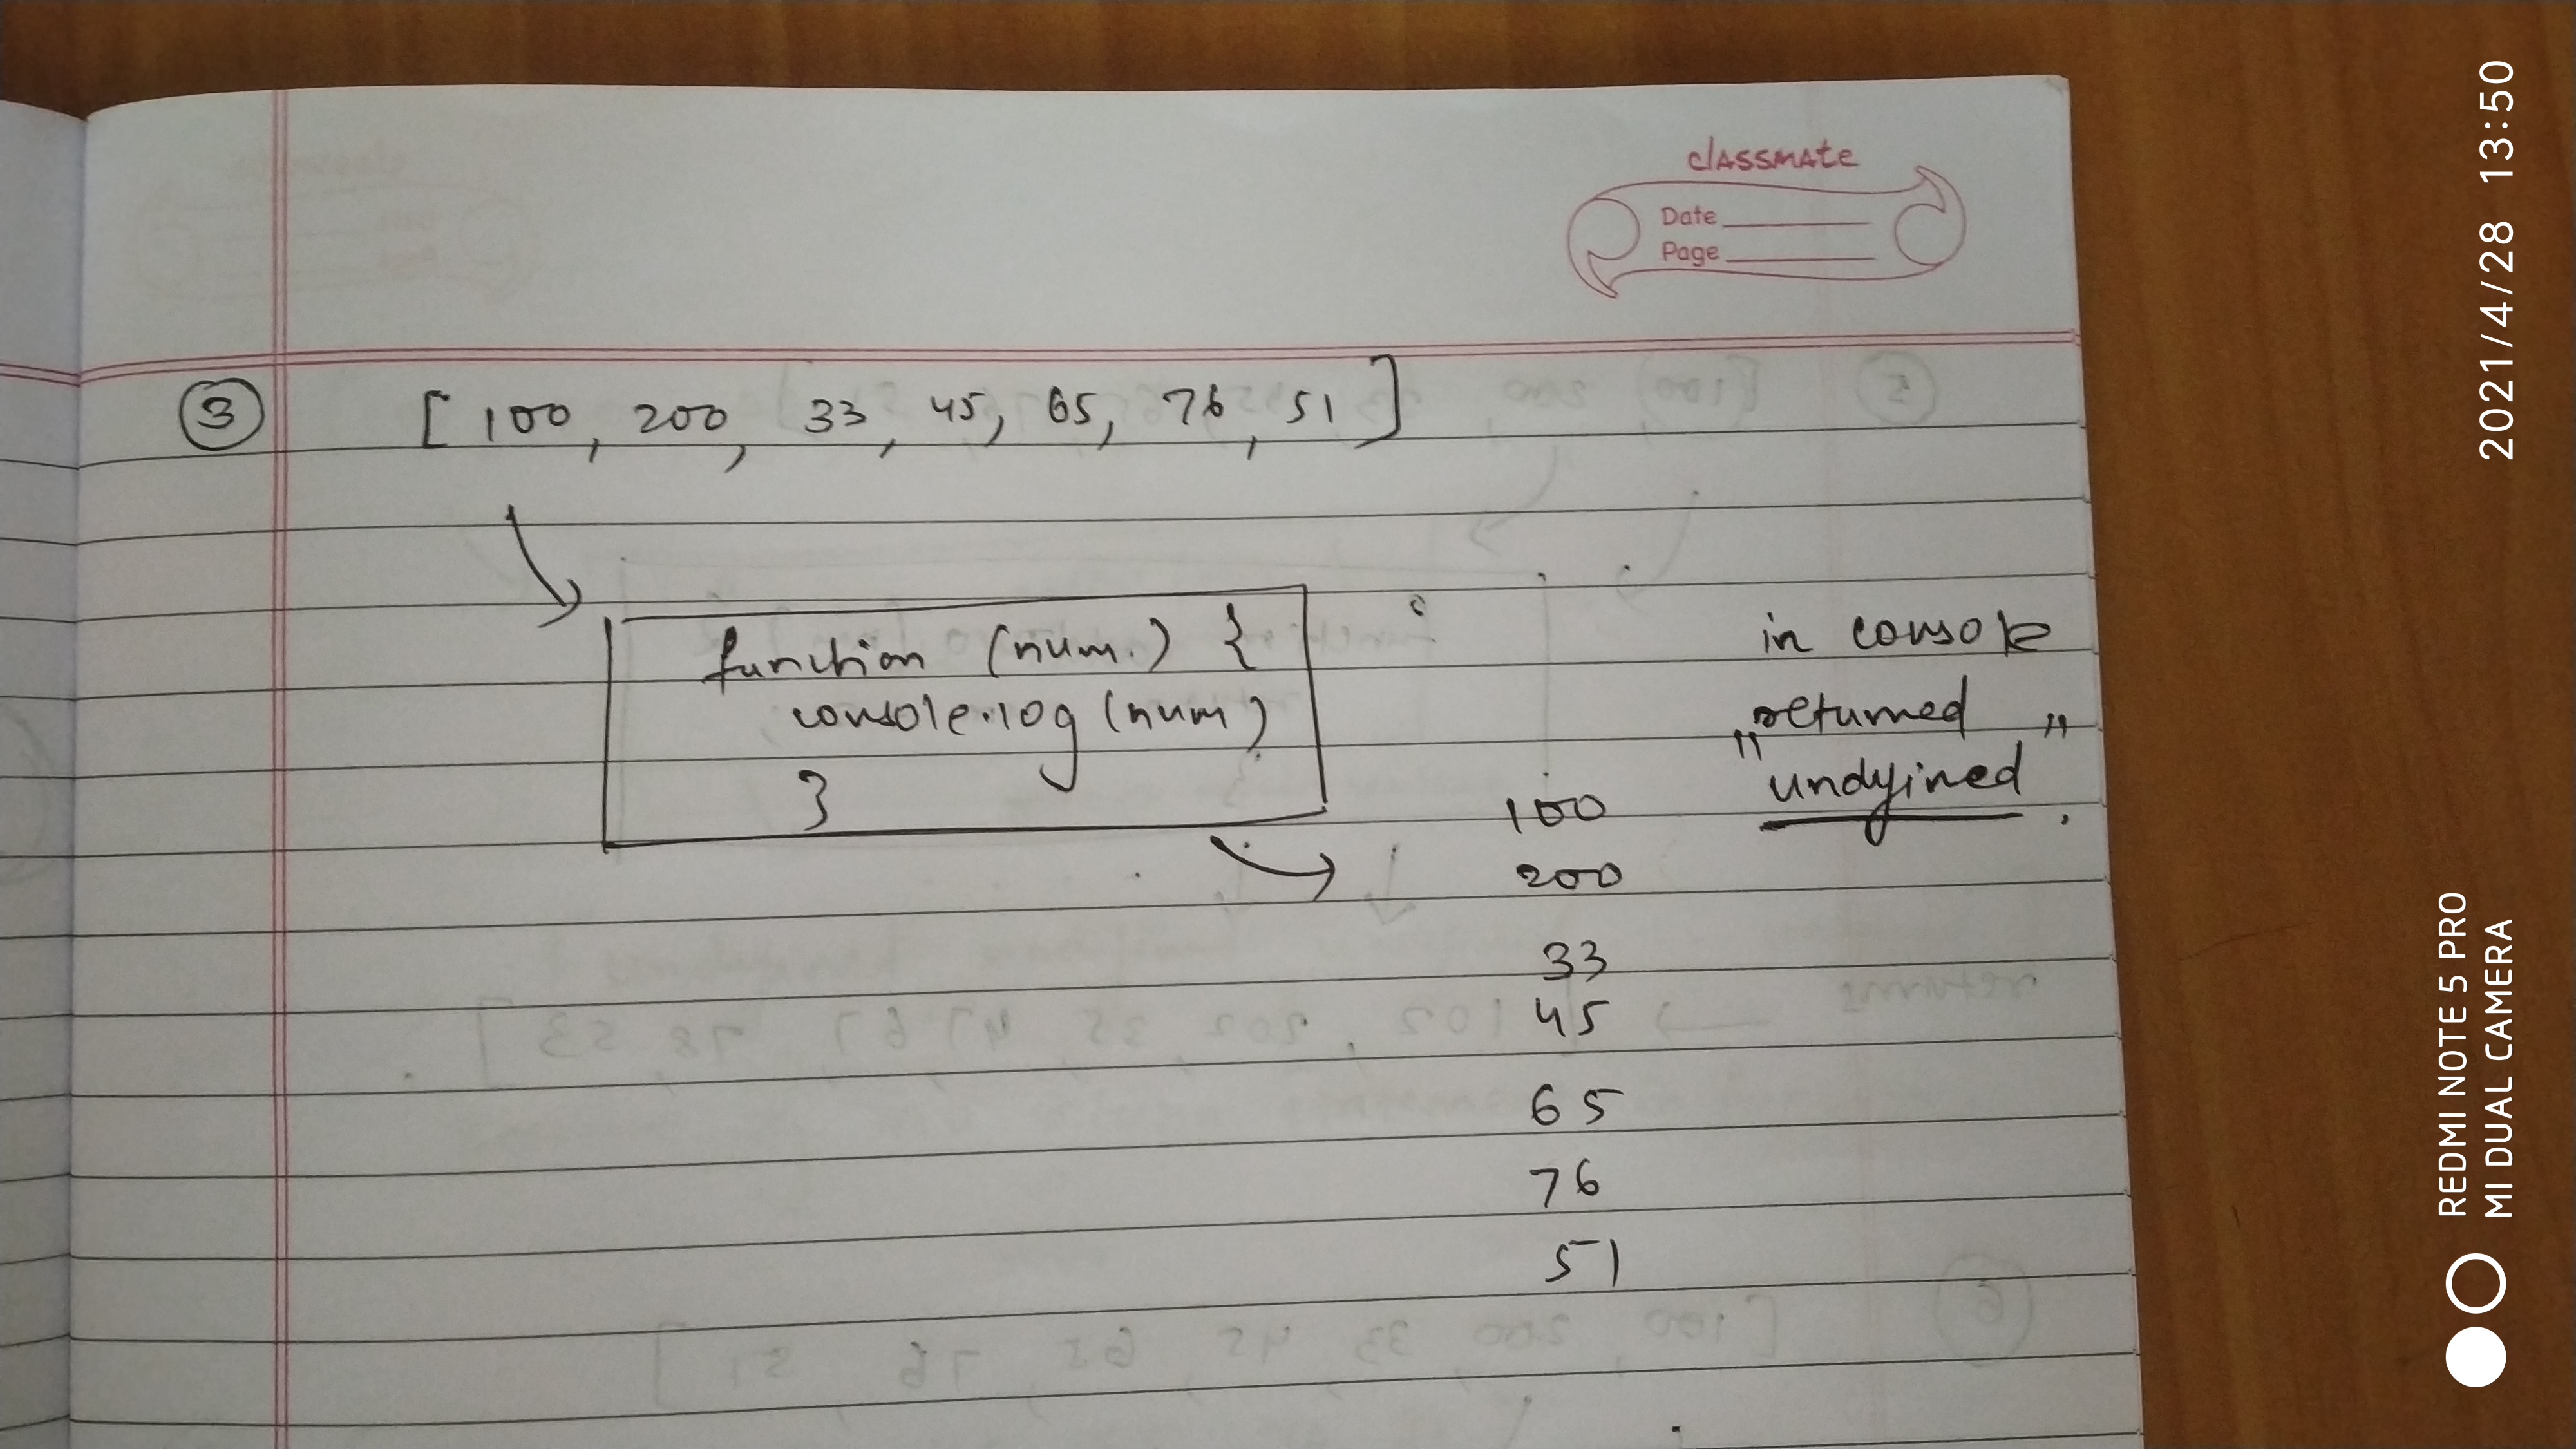 classmate
Date
Page
3 [ 100, 200, 33, 45, 65, 76, 51 ]
function (num.) {
console.log (num)
}
in console
returned
"undefined".
100
200
33
45
65
76
51
2021/4/28 13:50
REDMI NOTE 5 PRO
MI DUAL CAMERA